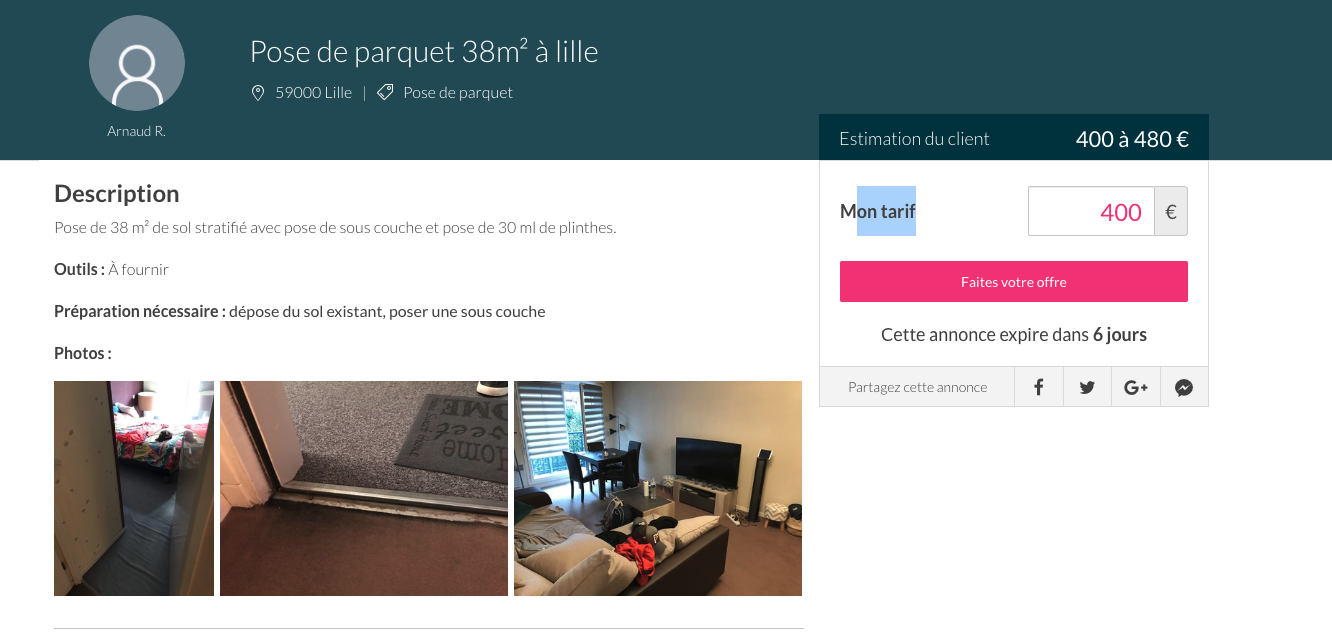 Pose de parquet 38m² à lille
59000 Lille | Pose de parquet
Arnaud R.
Estimation du client 400 à 480 €
Mon tarif 400 €
Faites votre offre
Cette annonce expire dans 6 jours
Partagez cette annonce
Description
Pose de 38 m² de sol stratifié avec pose de sous couche et pose de 30 ml de plinthes.
Outils : À fournir
Préparation nécessaire : dépose du sol existant, poser une sous couche
Photos :
HOME
sweet
Home